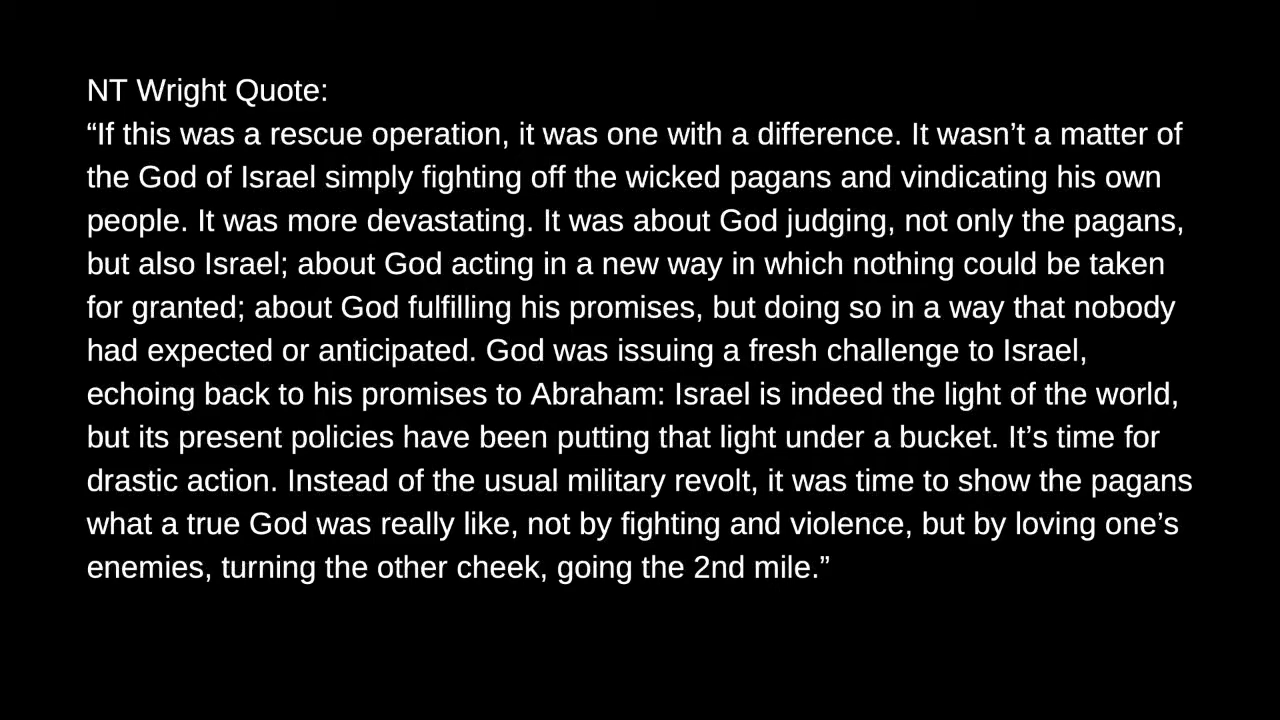 NT Wright Quote:
“If this was a rescue operation, it was one with a difference. It wasn’t a matter of
the God of Israel simply fighting off the wicked pagans and vindicating his own
people. It was more devastating. It was about God judging, not only the pagans,
but also Israel; about God acting in a new way in which nothing could be taken
for granted; about God fulfilling his promises, but doing so in a way that nobody
had expected or anticipated. God was issuing a fresh challenge to Israel,
echoing back to his promises to Abraham: Israel is indeed the light of the world,
but its present policies have been putting that light under a bucket. It’s time for
drastic action. Instead of the usual military revolt, it was time to show the pagans
what a true God was really like, not by fighting and violence, but by loving one’s
enemies, turning the other cheek, going the 2nd mile.”